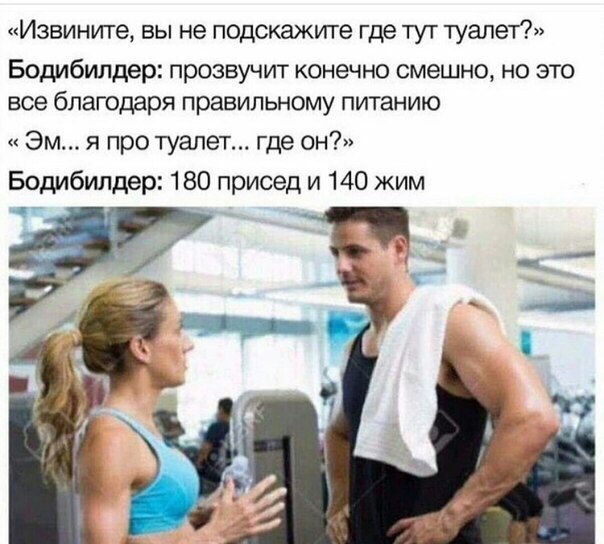 «Извините, вы не подскажите где тут туалет?»
Бодибилдер: прозвучит конечно смешно, но это
все благодаря правильному питанию
« Эм... я про туалет... где он?»
Бодибилдер: 180 присед и 140 жим